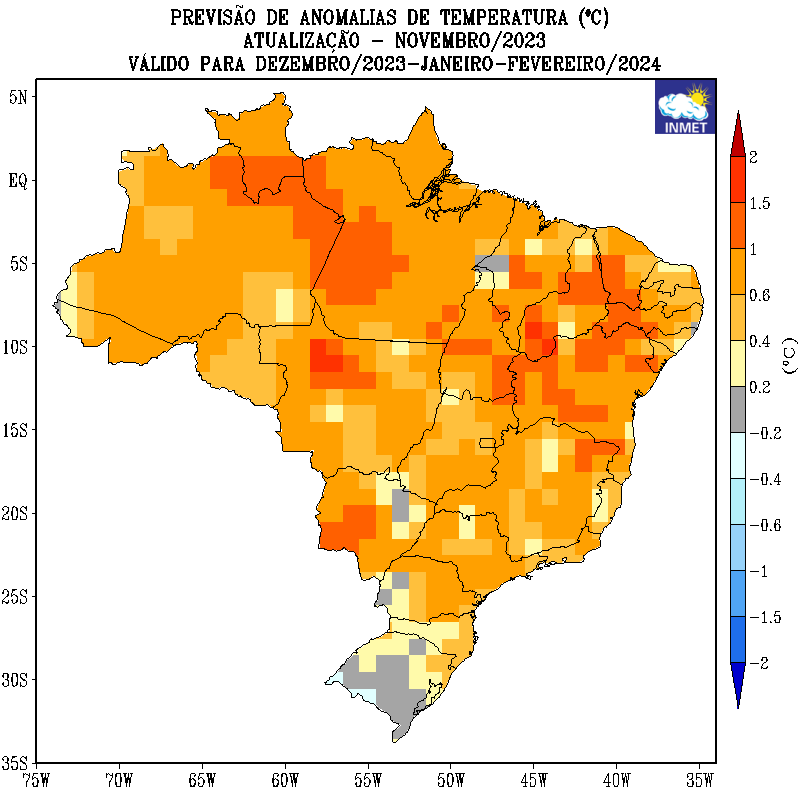 PREVISÃO DE ANOMALIAS DE TEMPERATURA (°C)
ATUALIZAÇÃO - NOVEMBRO/2023
VÁLIDO PARA DEZEMBRO/2023-JANEIRO-FEVEREIRO/2024
INMET
5N
EQ
5S
10S
15S
20S
25S
30S
35S
75W 70W 65W 60W 55W 50W 45W 40W 35W
2
1.5
1
0.6
0.4
0.2
-0.2
-0.4
-0.6
-1
-1.5
-2
(°C)